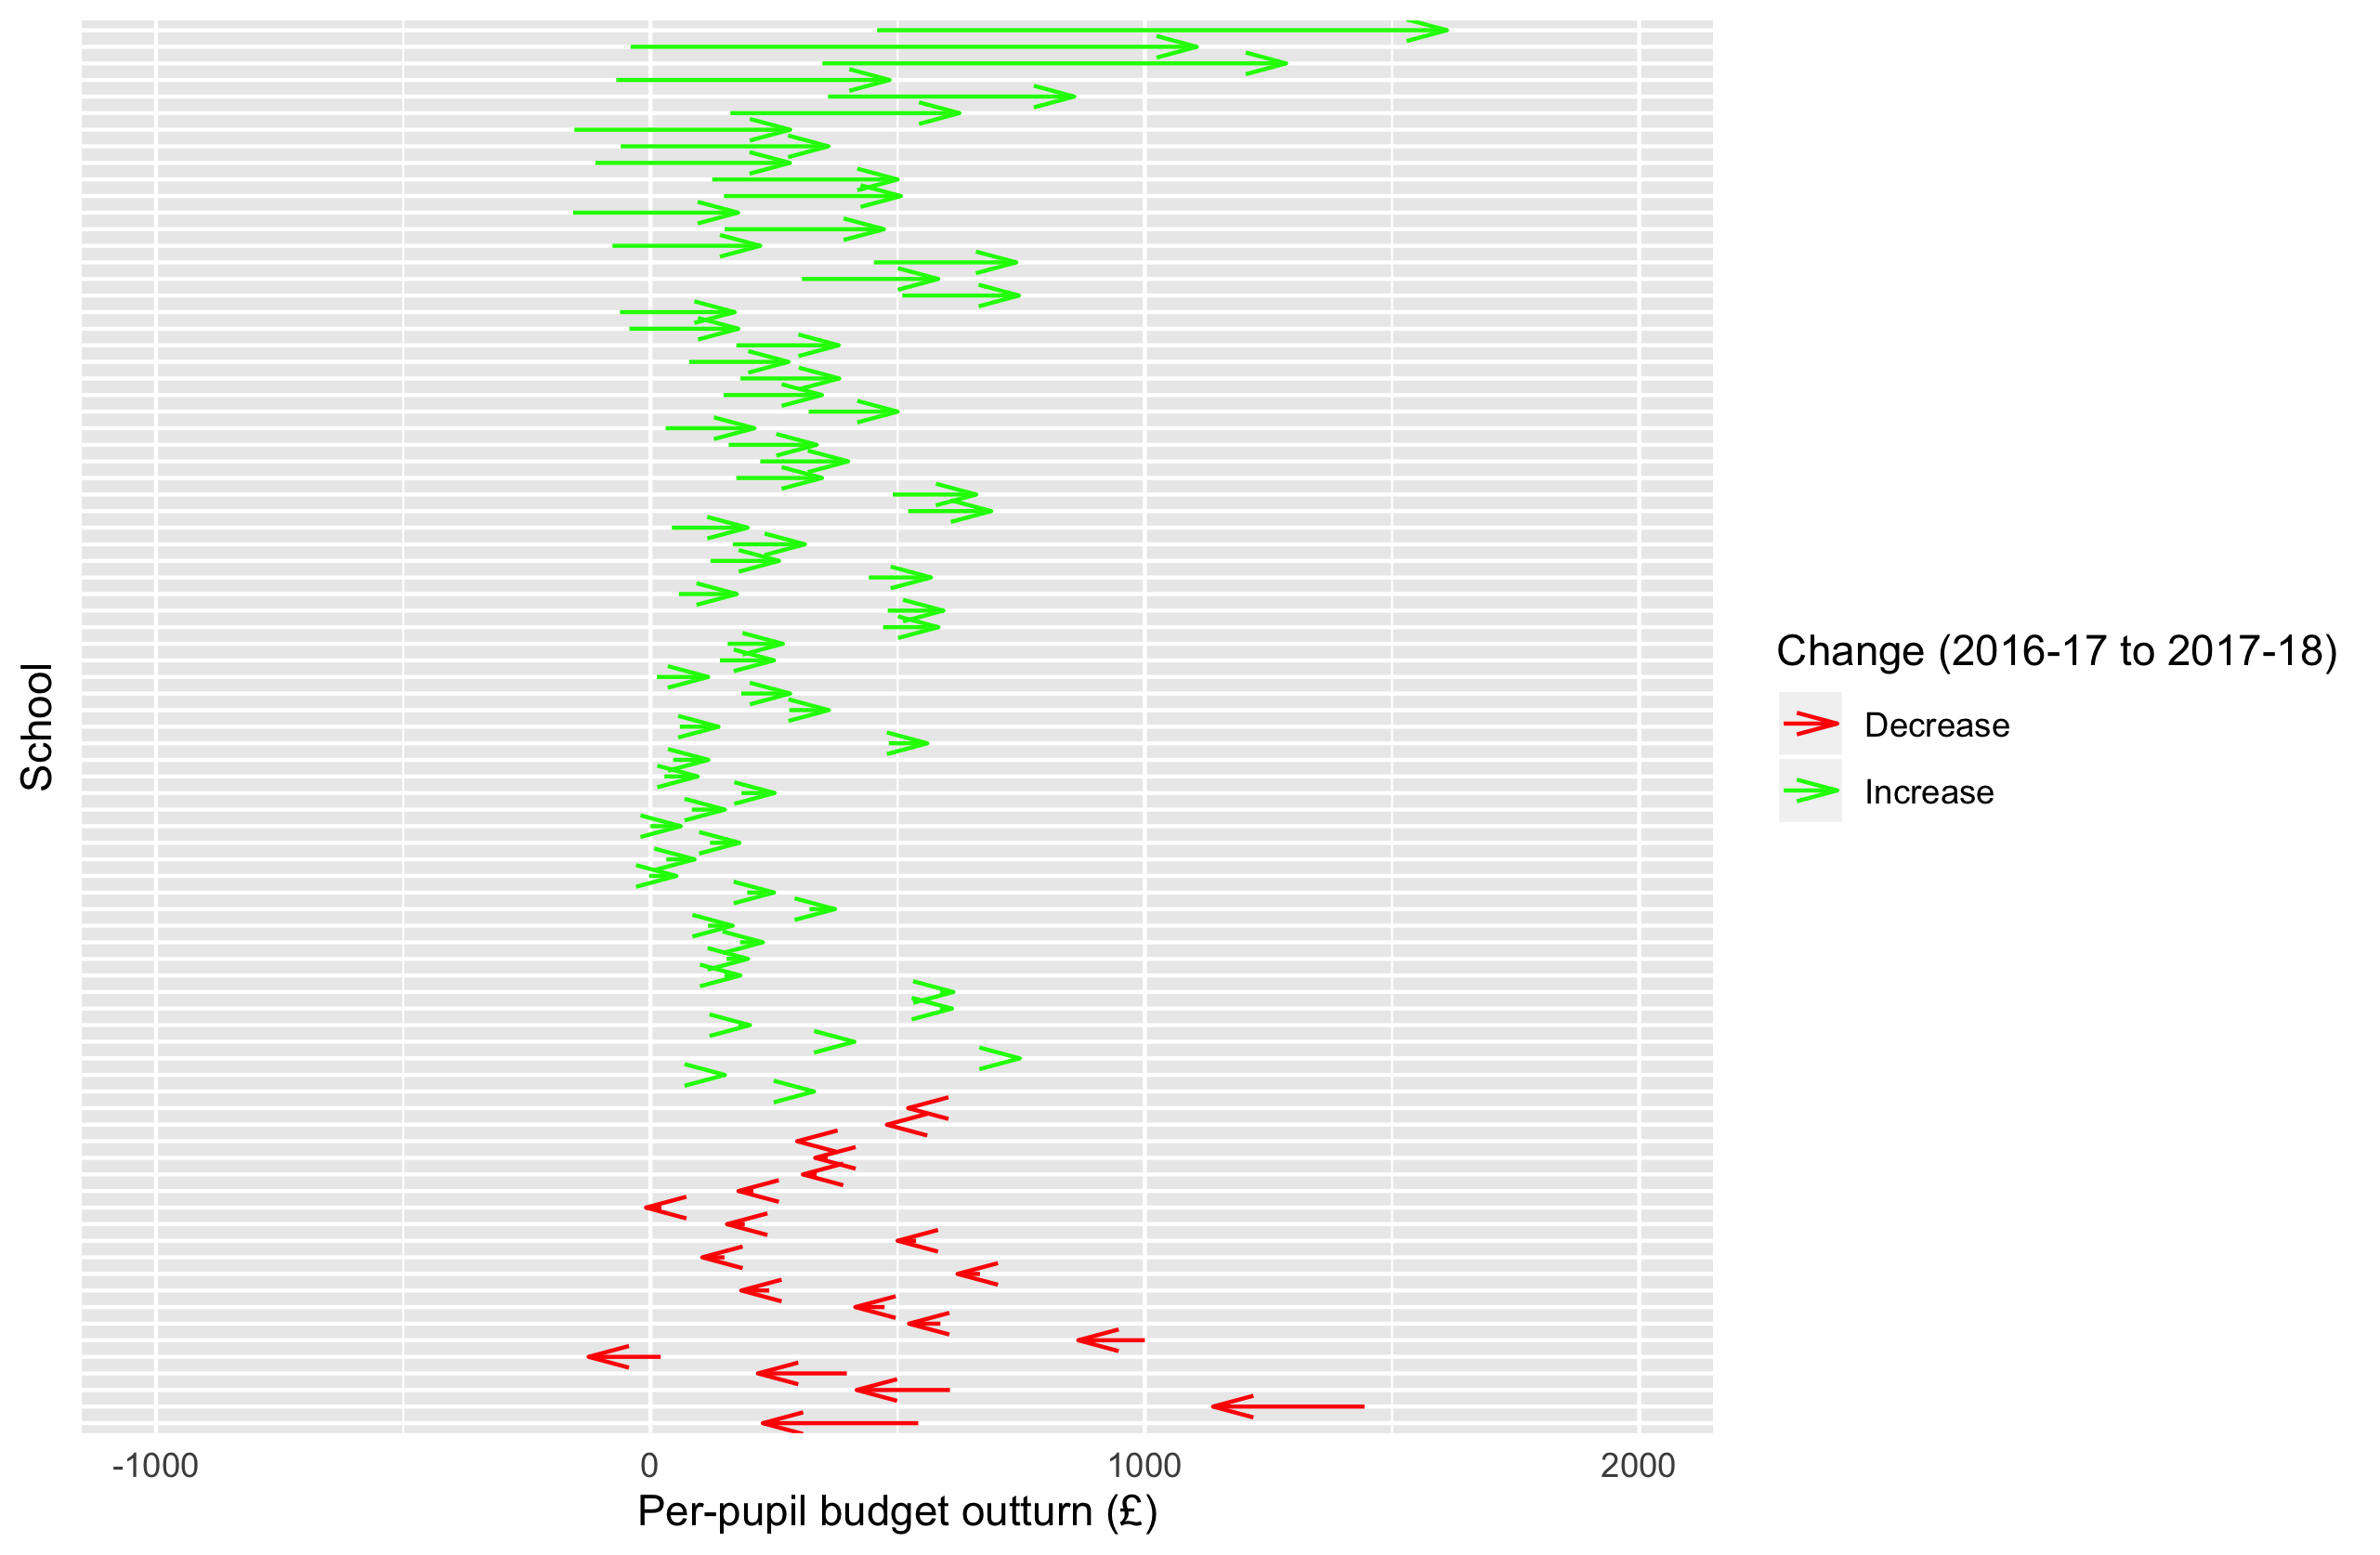 School
-1000
0
1000
2000
Per-pupil budget outturn (£)
Change (2016-17 to 2017-18)
Decrease
Increase